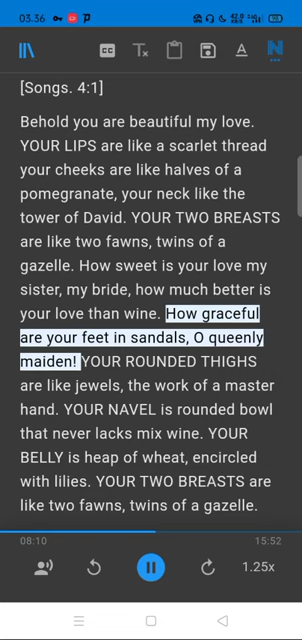 03.36
CC
[Songs. 4:1]
Behold you are beautiful my love.
YOUR LIPS are like a scarlet thread
your cheeks are like halves of a
pomegranate, your neck like the
tower of David. YOUR TWO BREASTS
are like two fawns, twins of a
gazelle. How sweet is your love my
sister, my bride, how much better is
your love than wine. How graceful
are your feet in sandals, O queenly
maiden! YOUR ROUNDED THIGHS
are like jewels, the work of a master
hand. YOUR NAVEL is rounded bowl
that never lacks mix wine. YOUR
BELLY is heap of wheat, encircled
with lilies. YOUR TWO BREASTS are
like two fawns, twins of a gazelle.
08:10 15:52
1.25x